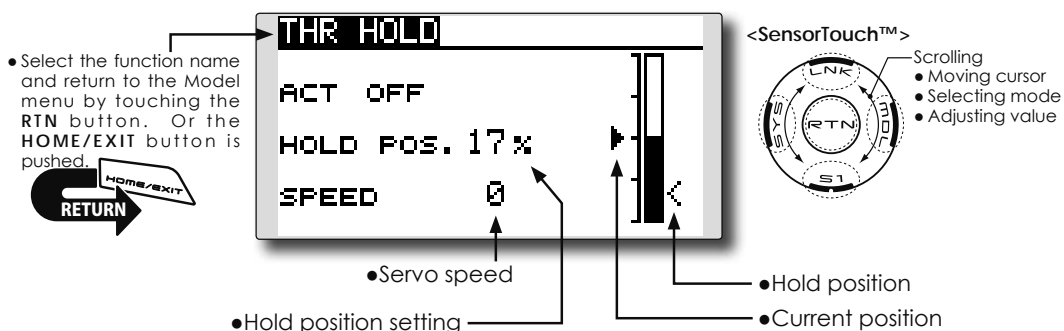 ● Select the function name
and return to the Model
menu by touching the
RTN button. Or the
HOME/EXIT button is
pushed.
HOME/EXIT
RETURN
THR HOLD
ACT OFF
HOLD POS. 17%
SPEED 0
<
●Servo speed
●Hold position setting
●Hold position
●Current position
<SensorTouch™>
LNK
SYS
RTN
MDL
S1
Scrolling
● Moving cursor
● Selecting mode
● Adjusting value